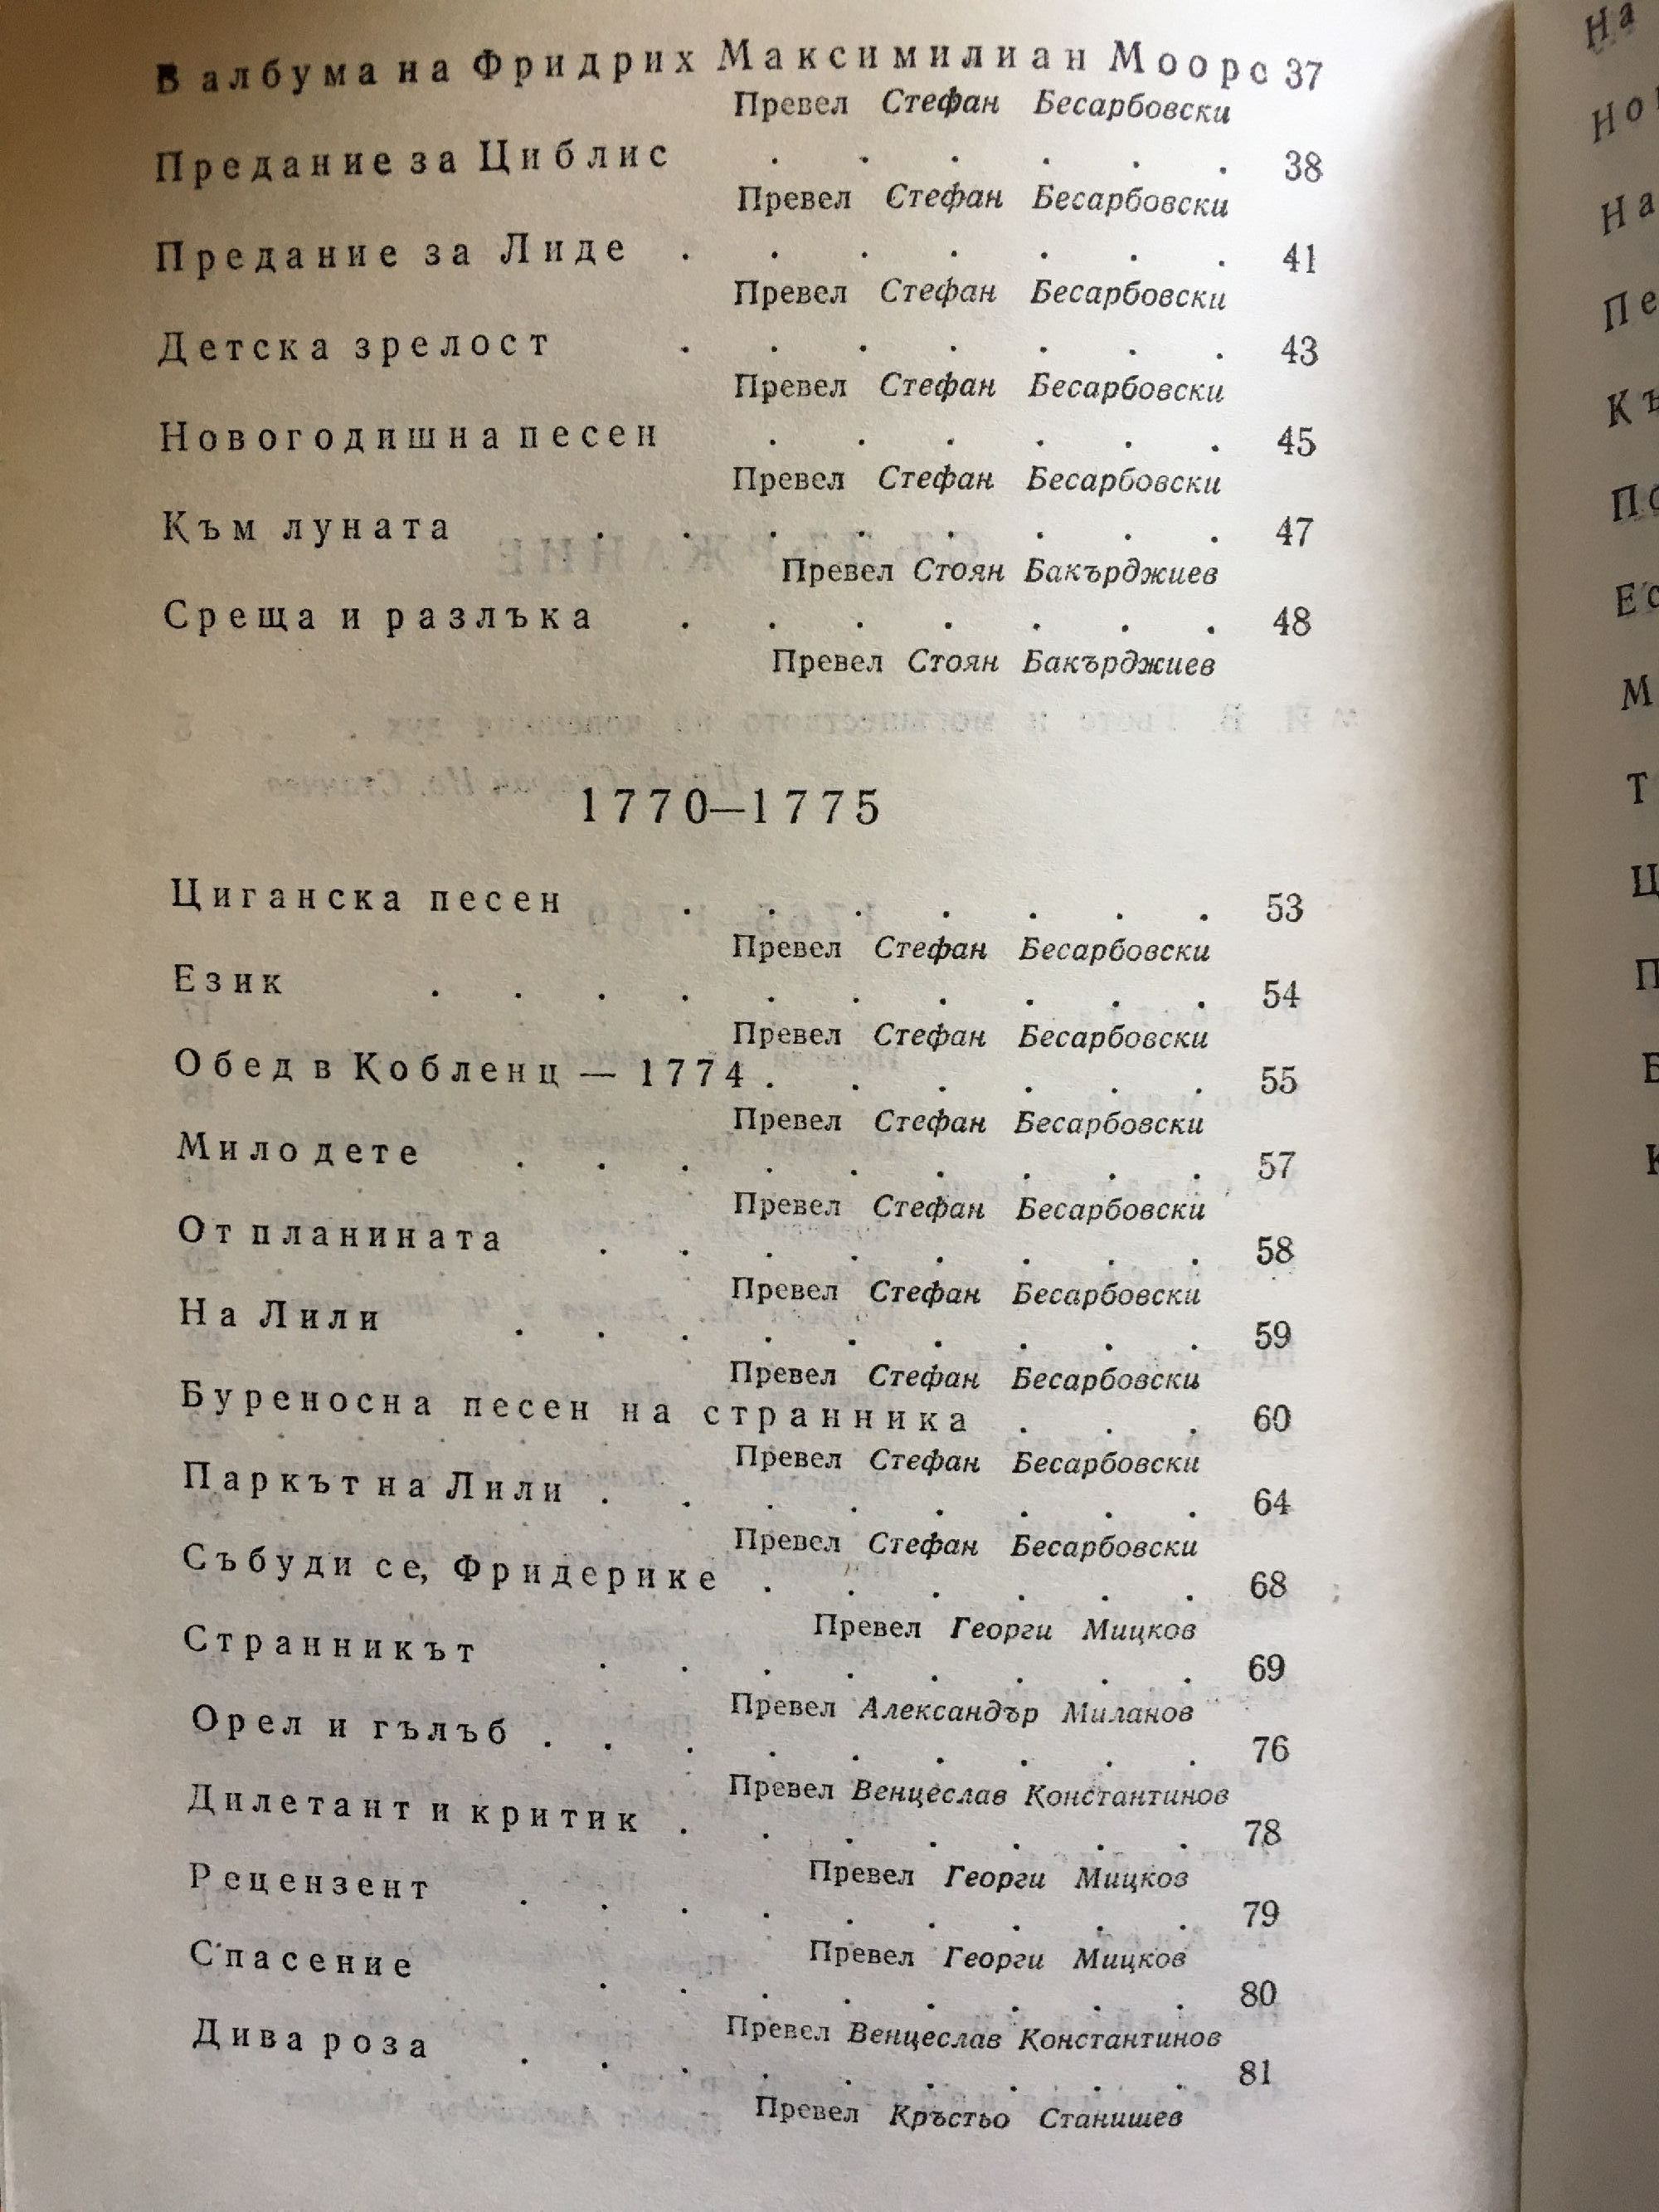 В албума на Фридрих Максимилиан Моорс 37
Превел Стефан Бесарбовски
Предание за Циблис . . . . . . 38
Превел Стефан Бесарбовски
Предание за Лиде . . . . . . . 41
Превел Стефан Бесарбовски
Детска зрелост . . . . . . . 43
Превел Стефан Бесарбовски
Новогодишна песен . . . . . . 45
Превел Стефан Бесарбовски
Към луната . . . . . . . . 47
Превел Стоян Бакърджиев
Среща и разлъка . . . . . . . 48
Превел Стоян Бакърджиев
1770—1775
Циганска песен . . . . . . . 53
Превел Стефан Бесарбовски
Език . . . . . . . . . . 54
Превел Стефан Бесарбовски
Обед в Кобленц — 1774 . . . . . . 55
Превел Стефан Бесарбовски
Мило дете . . . . . . . . . 57
Превел Стефан Бесарбовски
От планината . . . . . . . . 58
Превел Стефан Бесарбовски
На Лили . . . . . . . . . 59
Превел Стефан Бесарбовски
Буреносна песен на странника . . . 60
Превел Стефан Бесарбовски
Паркът на Лили . . . . . . . . 64
Превел Стефан Бесарбовски
Събуди се, Фридерике . . . . . . 68
Превел Георги Мицков
Странникът . . . . . . . . 69
Превел Александър Миланов
Орел и гълъб . . . . . . . . . 76
Превел Венцеслав Константинов
Дилетант и критик . . . . . . . 78
Превел Георги Мицков
Рецензент . . . . . . . . . 79
Превел Георги Мицков
Спасение . . . . . . . . 80
Превел Венцеслав Константинов
Дива роза . . . . . . . . . 81
Превел Кръстьо Станишев